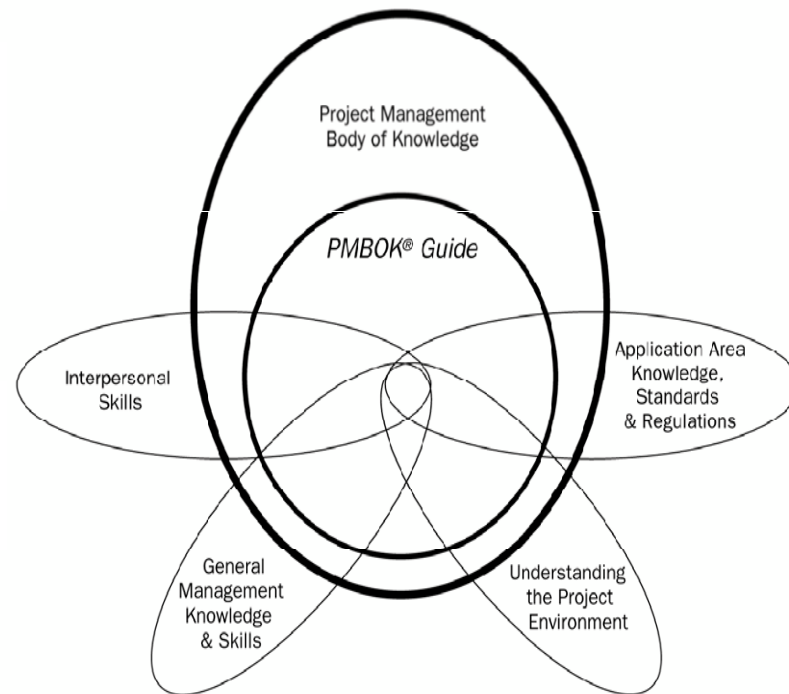 Project Management
Body of Knowledge
PMBOK® Guide
Interpersonal
Skills
Application Area
Knowledge,
Standards
& Regulations
General
Management
Knowledge
& Skills
Understanding
the Project
Environment